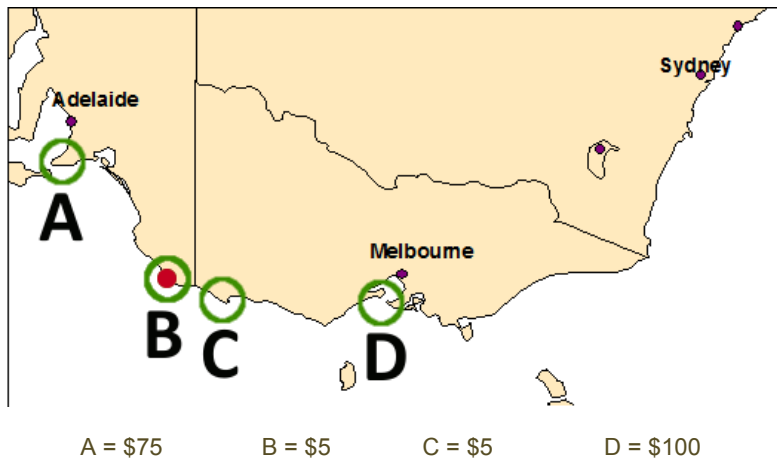 Sydney
Adelaide
A
Melbourne
B
C
D
A = $75 B = $5 C = $5 D = $100